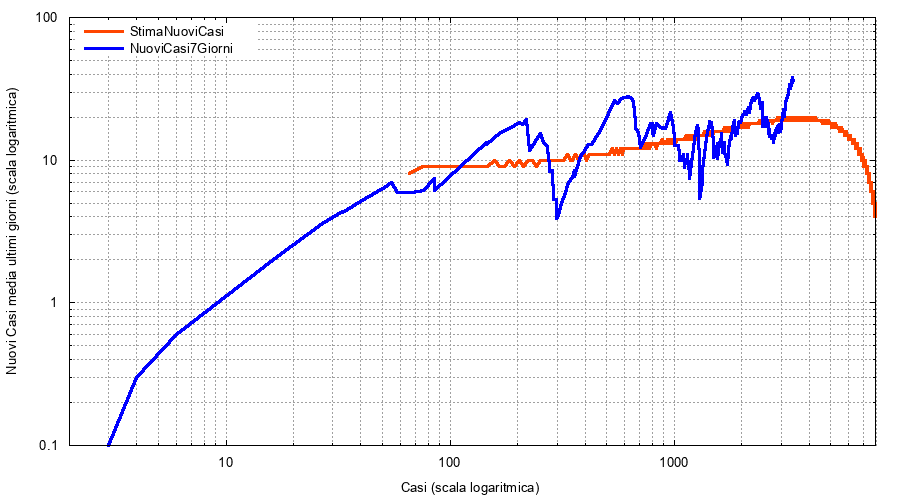 100
StimaNuoviCasi
NuoviCasi7Giorni
10
1
0.1
10
100
1000
Nuovi Casi media ultimi giorni (scala logaritmica)
Casi (scala logaritmica)